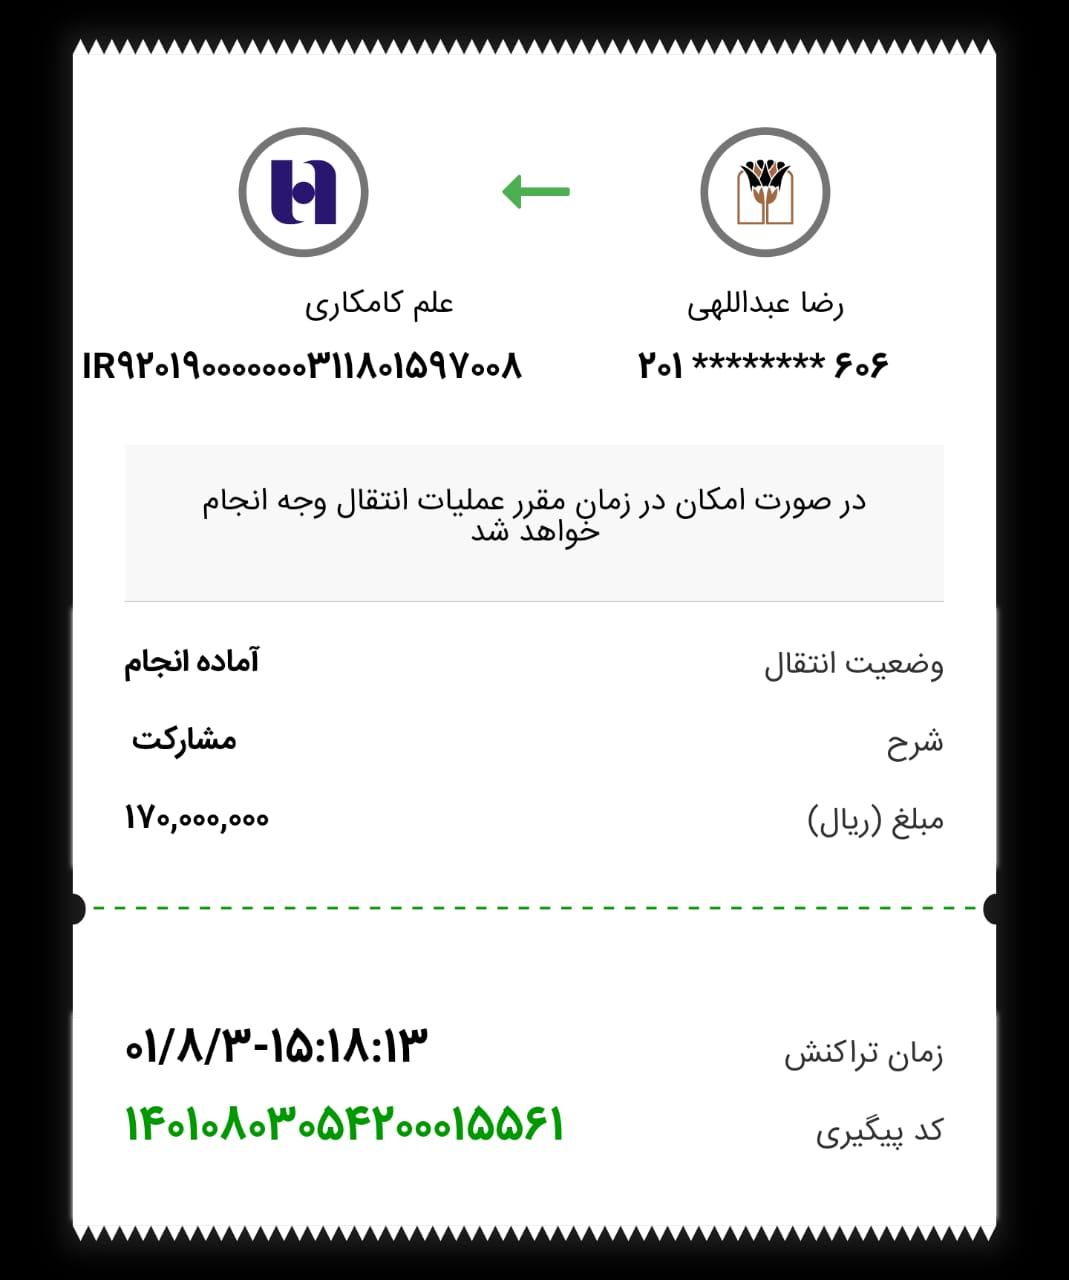 رضا عبداللهی
علم کامکاری
۲۰۱ ******** ۶۰۶
IR۹۲۰۱۹۰۰۰۰۰۰۰۳۱۱۸۰۱۵۹۷۰۰۸
در صورت امکان در زمان مقرر عملیات انتقال وجه انجام
خواهد شد
وضعیت انتقال آماده انجام
شرح مشارکت
مبلغ (ریال) ۱۷۰,۰۰۰,۰۰۰
زمان تراکنش ۰۱/۸/۳-۱۵:۱۸:۱۳
کد پیگیری ۱۴۰۱۰۸۰۳۰۵۴۲۰۰۰۱۵۵۶۱